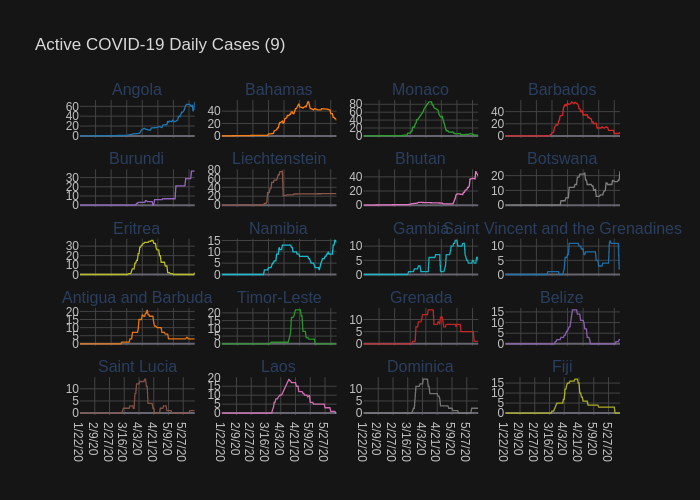 Active COVID-19 Daily Cases (9)
Angola Bahamas Monaco Barbados
60 40 20 0
40 20 0
80 60 40 20 0
40 20 0
Burundi Liechtenstein Bhutan Botswana
30 20 10 0
80 60 40 20 0
40 20 0
20 10 0
Eritrea Namibia Gambia Saint Vincent and the Grenadines
30 20 10 0
15 10 5 0
10 5 0
10 5 0
Antigua and Barbuda Timor-Leste Grenada Belize
20 15 10 5 0
20 10 0
10 5 0
15 10 5 0
Saint Lucia Laos Dominica Fiji
10 5 0
20 15 10 5 0
10 5 0
15 10 5 0
1/22/20 2/9/20 2/27/20 3/16/20 4/3/20 4/21/20 5/9/20 5/27/20
1/22/20 2/9/20 2/27/20 3/16/20 4/3/20 4/21/20 5/9/20 5/27/20
1/22/20 2/9/20 2/27/20 3/16/20 4/3/20 4/21/20 5/9/20 5/27/20
1/22/20 2/9/20 2/27/20 3/16/20 4/3/20 4/21/20 5/9/20 5/27/20